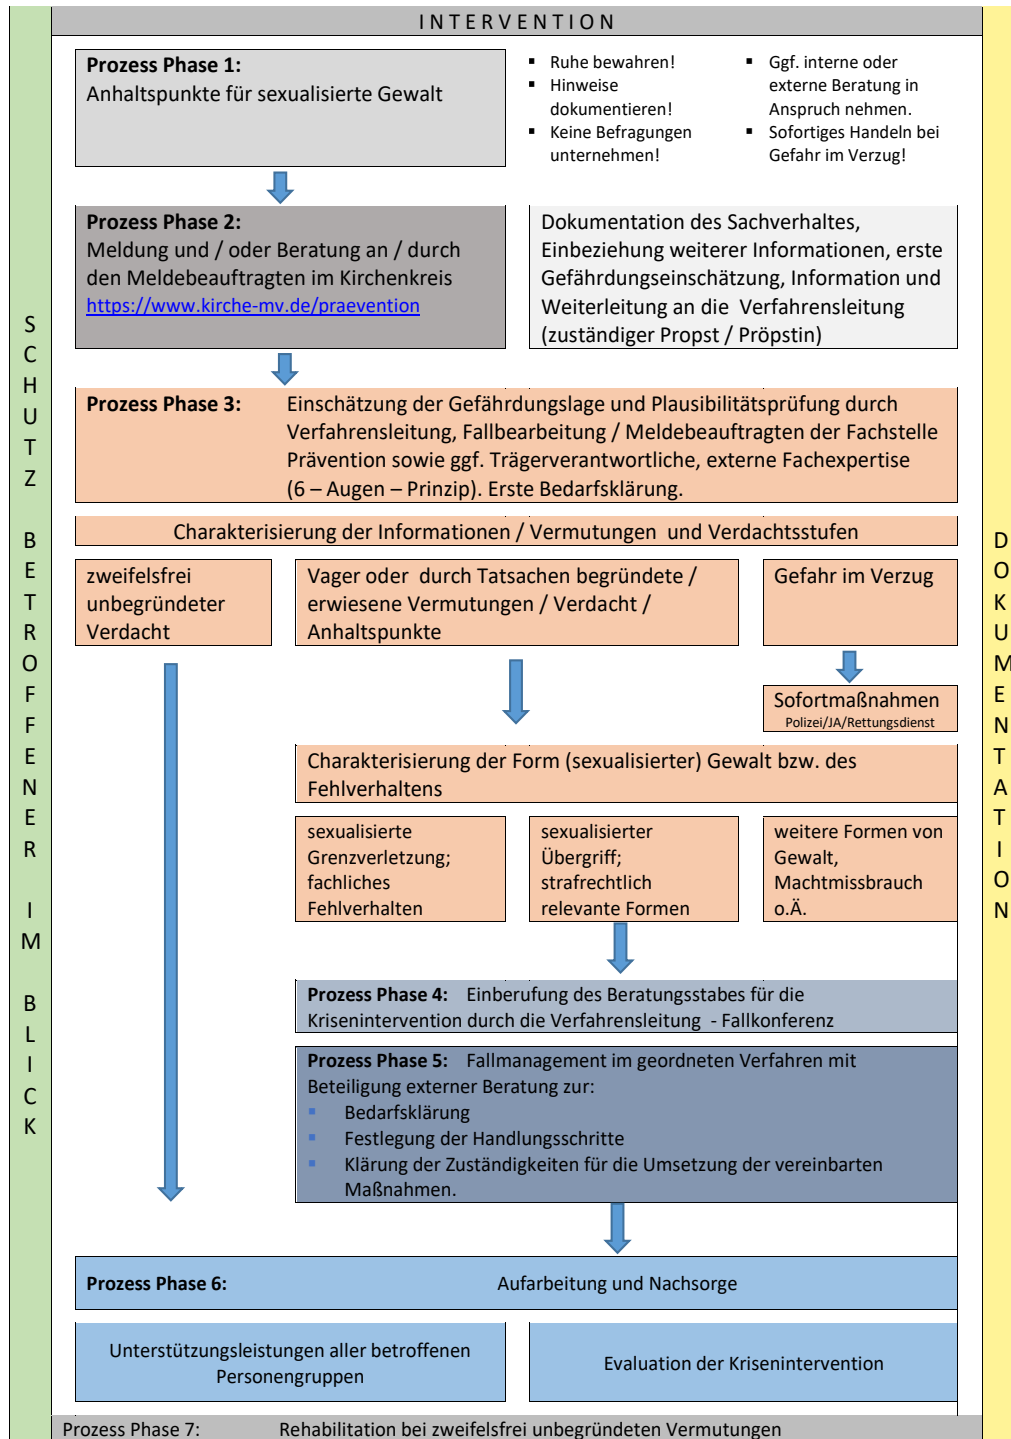 I N T E R V E N T I O N
Prozess Phase 1:
Anhaltspunkte für sexualisierte Gewalt
▪ Ruhe bewahren!
▪ Hinweise
dokumentieren!
▪ Keine Befragungen
unternehmen!
▪ Ggf. interne oder
externe Beratung in
Anspruch nehmen.
▪ Sofortiges Handeln bei
Gefahr im Verzug!
Prozess Phase 2:
Meldung und / oder Beratung an / durch
den Meldebeauftragten im Kirchenkreis
https://www.kirche-mv.de/praevention
Dokumentation des Sachverhaltes,
Einbeziehung weiterer Informationen, erste
Gefährdungseinschätzung, Information und
Weiterleitung an die Verfahrensleitung
(zuständiger Propst / Pröpstin)
Prozess Phase 3: Einschätzung der Gefährdungslage und Plausibilitätsprüfung durch
Verfahrensleitung, Fallbearbeitung / Meldebeauftragten der Fachstelle
Prävention sowie ggf. Trägerverantwortliche, externe Fachexpertise
(6 – Augen – Prinzip). Erste Bedarfsklärung.
Charakterisierung der Informationen / Vermutungen und Verdachtsstufen
zweifelsfrei
unbegründeter
Verdacht
Vager oder durch Tatsachen begründete /
erwiesene Vermutungen / Verdacht /
Anhaltspunkte
Gefahr im Verzug
Sofortmaßnahmen
Polizei/JA/Rettungsdienst
Charakterisierung der Form (sexualisierter) Gewalt bzw. des
Fehlverhaltens
sexualisierte
Grenzverletzung;
fachliches
Fehlverhalten
sexualisierter
Übergriff;
strafrechtlich
relevante Formen
weitere Formen von
Gewalt,
Machtmissbrauch
o.Ä.
Prozess Phase 4: Einberufung des Beratungsstabes für die
Krisenintervention durch die Verfahrensleitung - Fallkonferenz
Prozess Phase 5: Fallmanagement im geordneten Verfahren mit
Beteiligung externer Beratung zur:
▪ Bedarfsklärung
▪ Festlegung der Handlungsschritte
▪ Klärung der Zuständigkeiten für die Umsetzung der vereinbarten
Maßnahmen.
Prozess Phase 6: Aufarbeitung und Nachsorge
Unterstützungsleistungen aller betroffenen
Personengruppen
Evaluation der Krisenintervention
Prozess Phase 7: Rehabilitation bei zweifelsfrei unbegründeten Vermutungen
S C H U T Z B E T R O F F E N E R I M B L I C K
D O K U M E N T A T I O N